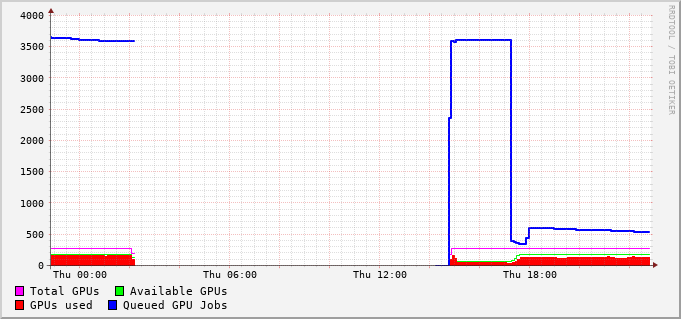 4000
3500
3000
2500
2000
1500
1000
500
0
Thu 00:00 Thu 06:00 Thu 12:00 Thu 18:00
Total GPUs Available GPUs
GPUs used Queued GPU Jobs
RRDTOOL / TOBI OETIKER